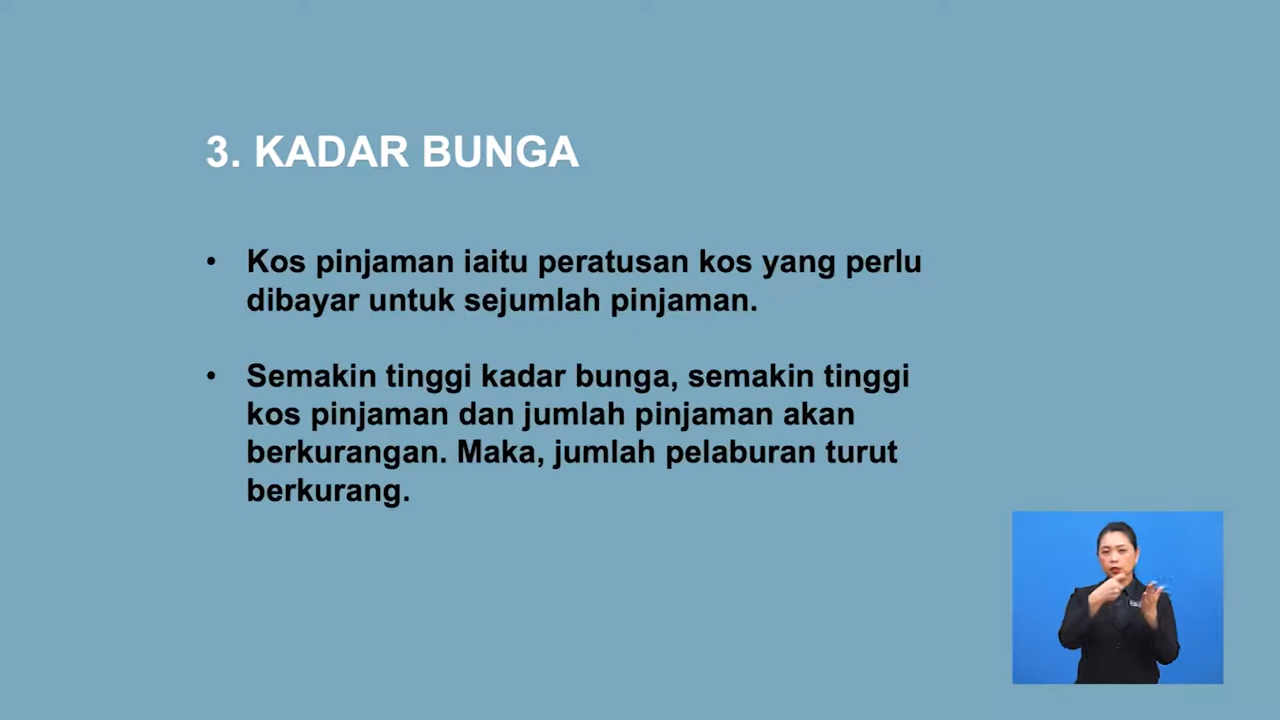 3. KADAR BUNGA
• Kos pinjaman iaitu peratusan kos yang perlu
dibayar untuk sejumlah pinjaman.
• Semakin tinggi kadar bunga, semakin tinggi
kos pinjaman dan jumlah pinjaman akan
berkurangan. Maka, jumlah pelaburan turut
berkurang.